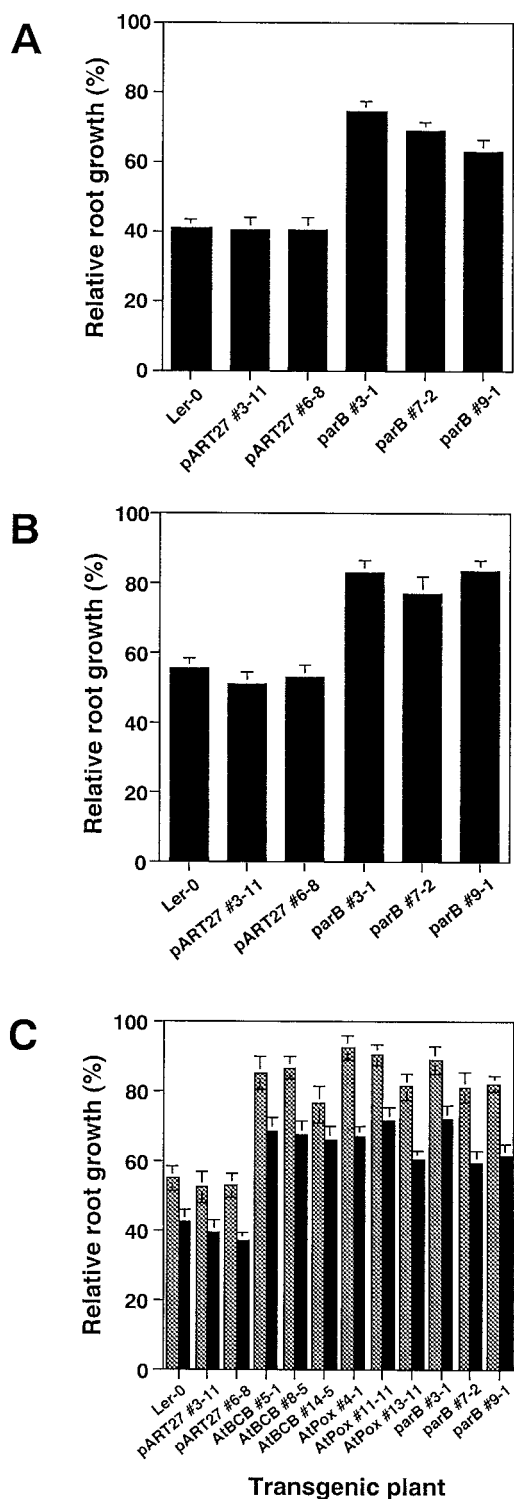 A
Relative root growth (%)
100
80
60
40
20
0
Ler-0
pART27 #3-11
pART27 #6-8
parB #3-1
parB #7-2
parB #9-1
B
Relative root growth (%)
100
80
60
40
20
0
Ler-0
pART27 #3-11
pART27 #6-8
parB #3-1
parB #7-2
parB #9-1
C
Relative root growth (%)
100
80
60
40
20
0
Ler-0
pART27 #3-11
pART27 #6-8
AtBCB #5-1
AtBCB #8-5
AtBCB #14-5
AtPox #4-1
AtPox #11-11
AtPox #13-11
parB #3-1
parB #7-2
parB #9-1
Transgenic plant